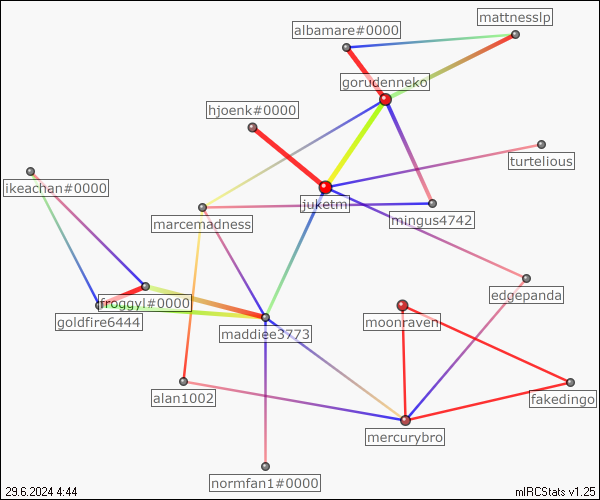 mattnesslp
albamare#0000
gorudenneko
hjoenk#0000
turtelious
ikeachan#0000
juketm
mingus4742
marcemadness
edgepanda
froggyl#0000
goldfire6444
moonraven
maddiee3773
alan1002
fakedingo
mercurybro
normfan1#0000
29.6.2024 4:44
mIRCStats v1.25